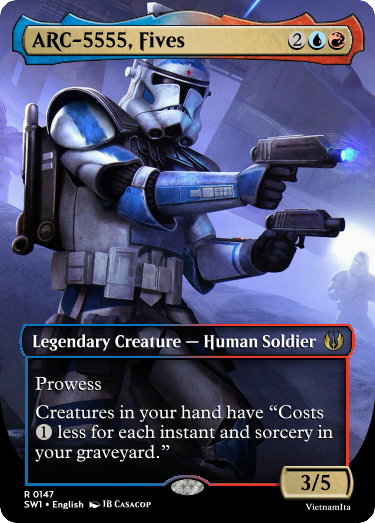 ARC-5555, Fives 2
Legendary Creature — Human Soldier
Prowess
Creatures in your hand have “Costs
1 less for each instant and sorcery in
your graveyard.”
3/5
R 0147
SW1 • English JB Casacop
VietnamIta